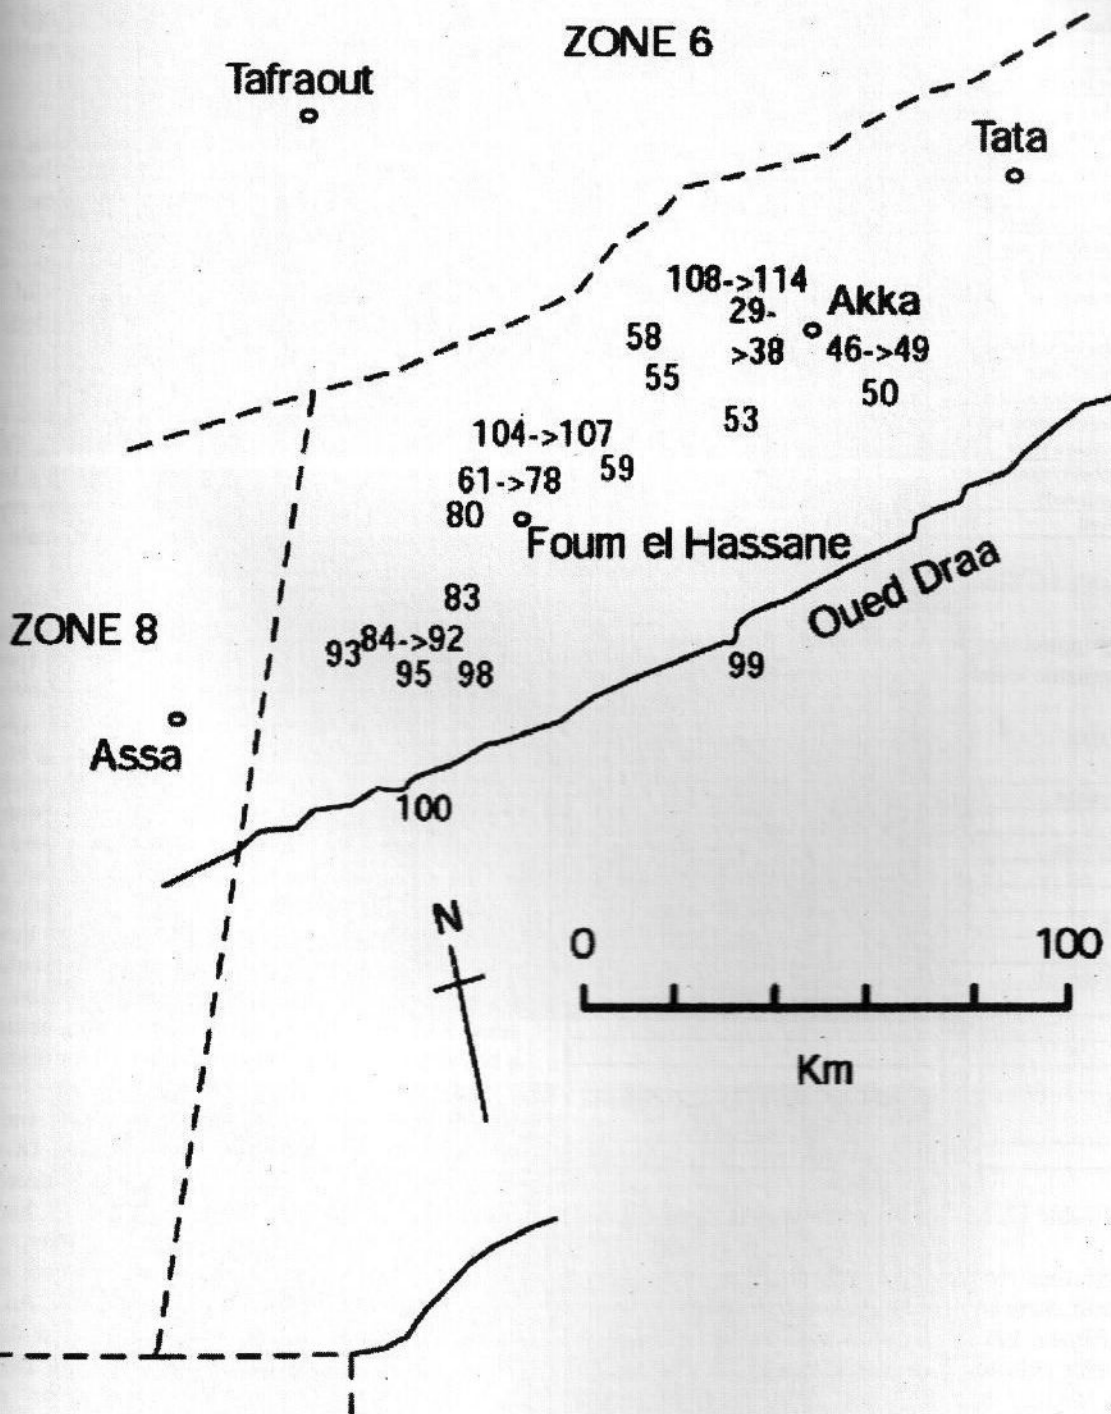 ZONE 6
Tafraout
Tata
108->114
Akka
29-
>38
58
46->49
55
50
53
104->107
59
61->78
80
Foum el Hassane
Oued Draa
83
ZONE 8
84->92
93
95
98
99
Assa
100
N
0
100
Km